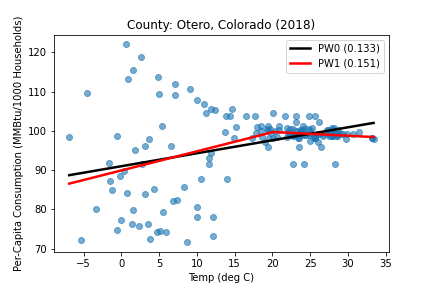 County: Otero, Colorado (2018)
PW0 (0.133)
PW1 (0.151)
Per-Capita Consumption (MMBtu/1000 Households)
120
110
100
90
80
70
−5 0 5 10 15 20 25 30 35
Temp (deg C)